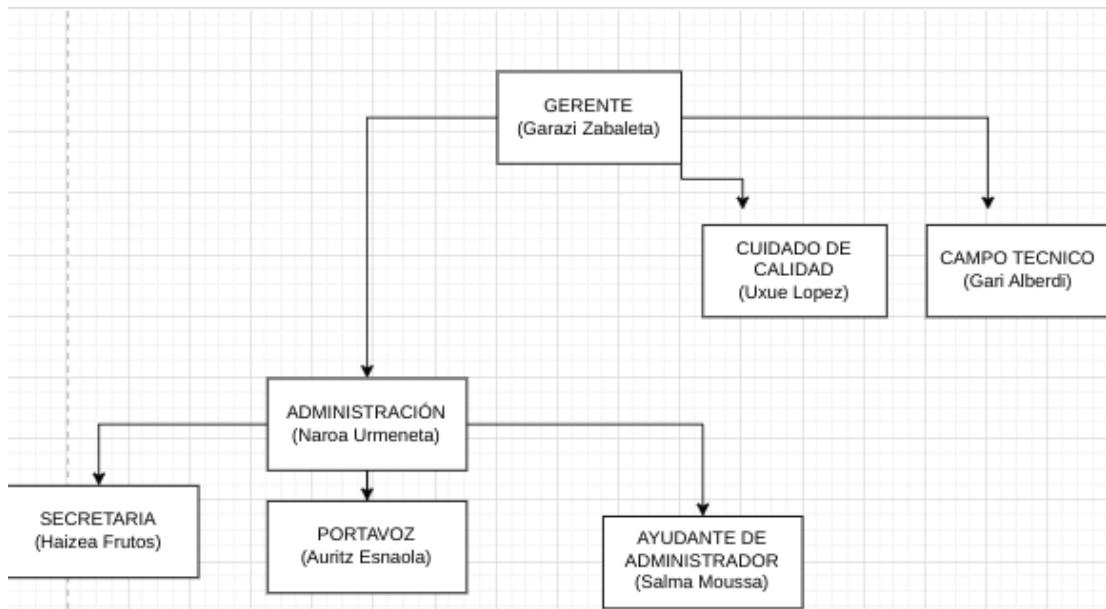 GERENTE
(Garazi Zabaleta)
CUIDADO DE
CALIDAD
(Uxue Lopez)
CAMPO TECNICO
(Gari Alberdi)
ADMINISTRACIÓN
(Naroa Urmeneta)
SECRETARIA
(Haizea Frutos)
PORTAVOZ
(Auritz Esnaola)
AYUDANTE DE
ADMINISTRADOR
(Salma Moussa)